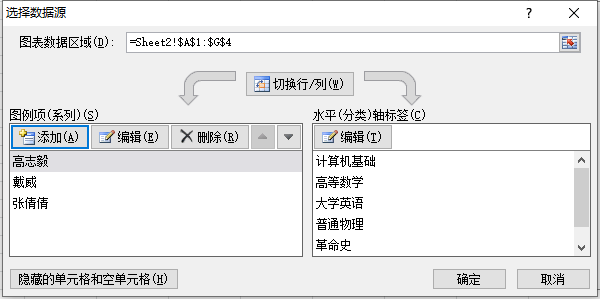 选择数据源
?
图表数据区域(D): =Sheet2!$A$1:$G$4
切换行/列(W)
图例项(系列)(S)
添加(A) 编辑(E) 删除(R)
高志毅
戴威
张倩倩
水平(分类)轴标签(C)
编辑(T)
计算机基础
高等数学
大学英语
普通物理
革命史
隐藏的单元格和空单元格(H)
确定 取消